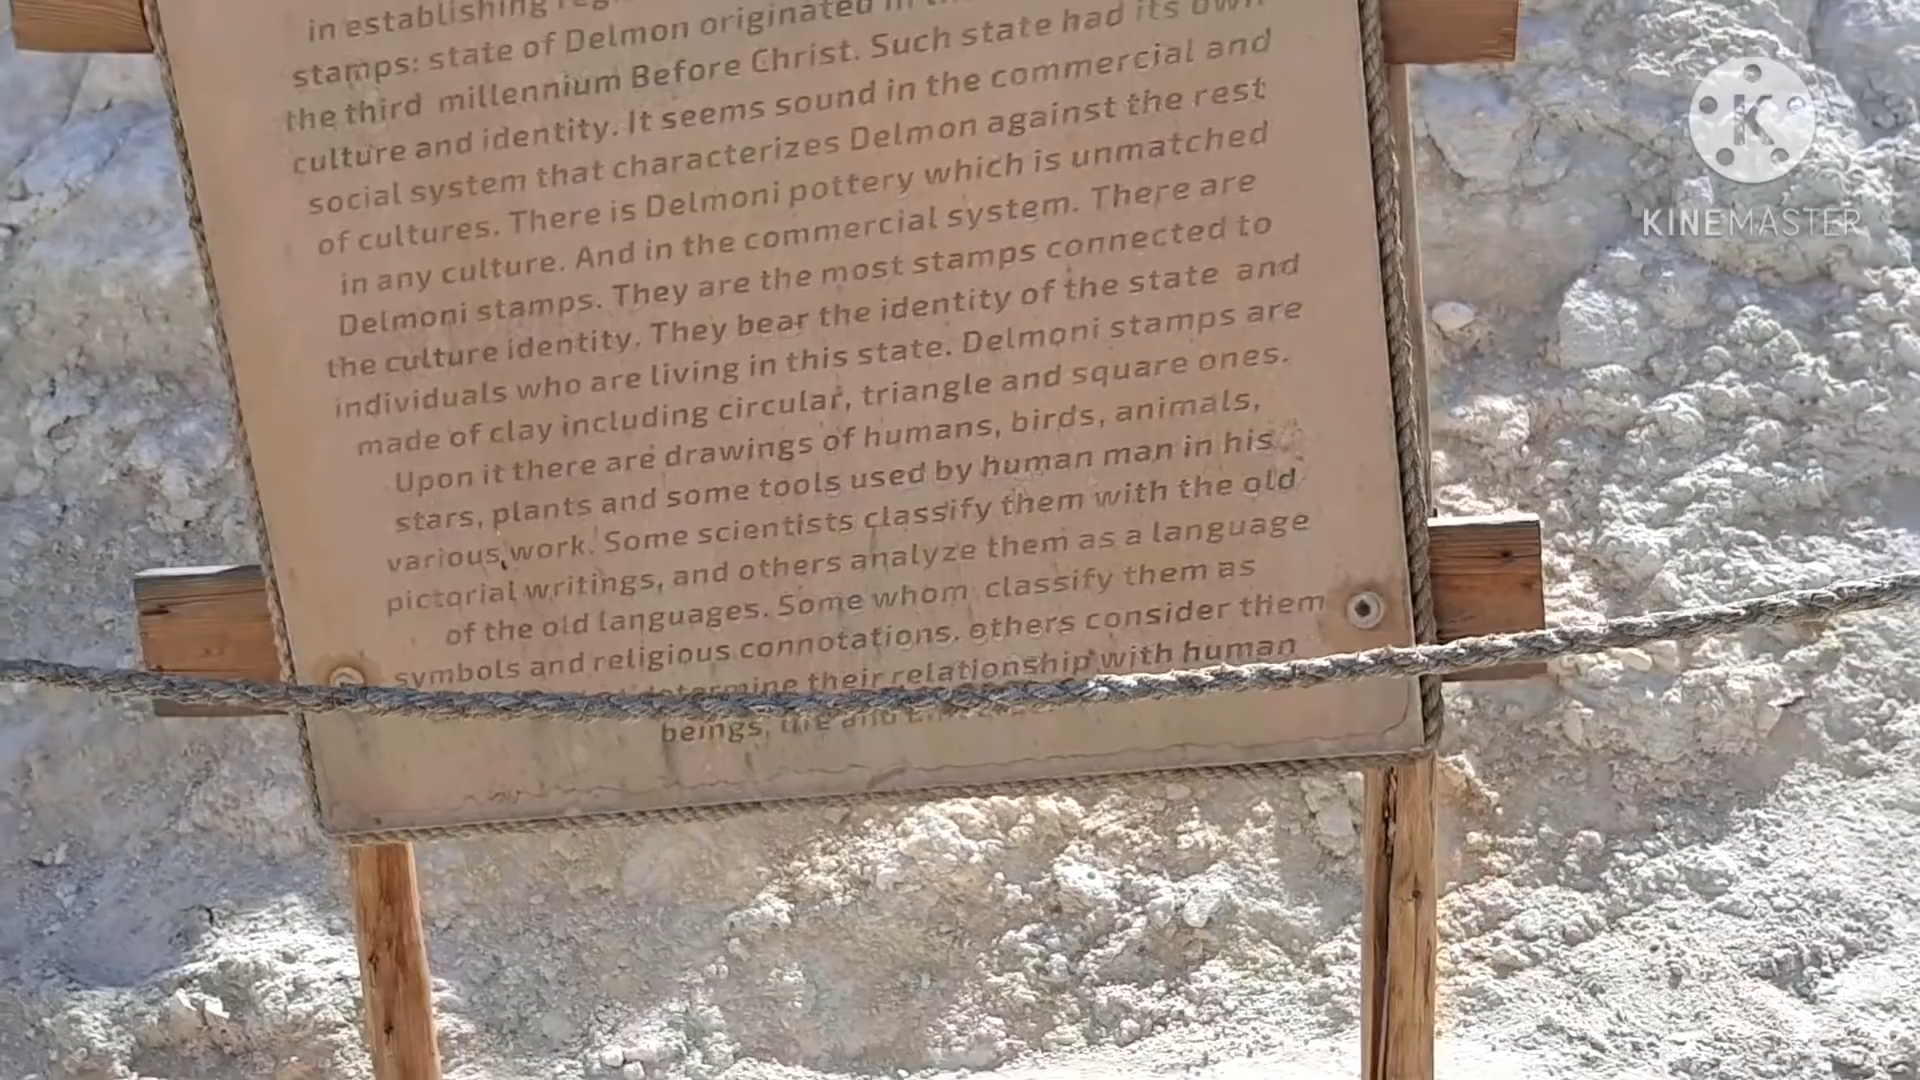 in establishing
stamps: state of Delmon originated in
the third millennium Before Christ. Such state had its own
culture and identity. It seems sound in the commercial and
social system that characterizes Delmon against the rest
of cultures. There is Delmoni pottery which is unmatched
in any culture. And in the commercial system. There are
Delmoni stamps. They are the most stamps connected to
the culture identity. They bear the identity of the state and
individuals who are living in this state. Delmoni stamps are
made of clay including circular, triangle and square ones.
Upon it there are drawings of humans, birds, animals,
stars, plants and some tools used by human man in his
various work. Some scientists classify them with the old
pictorial writings, and others analyze them as a language
of the old languages. Some whom classify them as
symbols and religious connotations. others consider them
determine their relationship with human
beings,
KINEMASTER